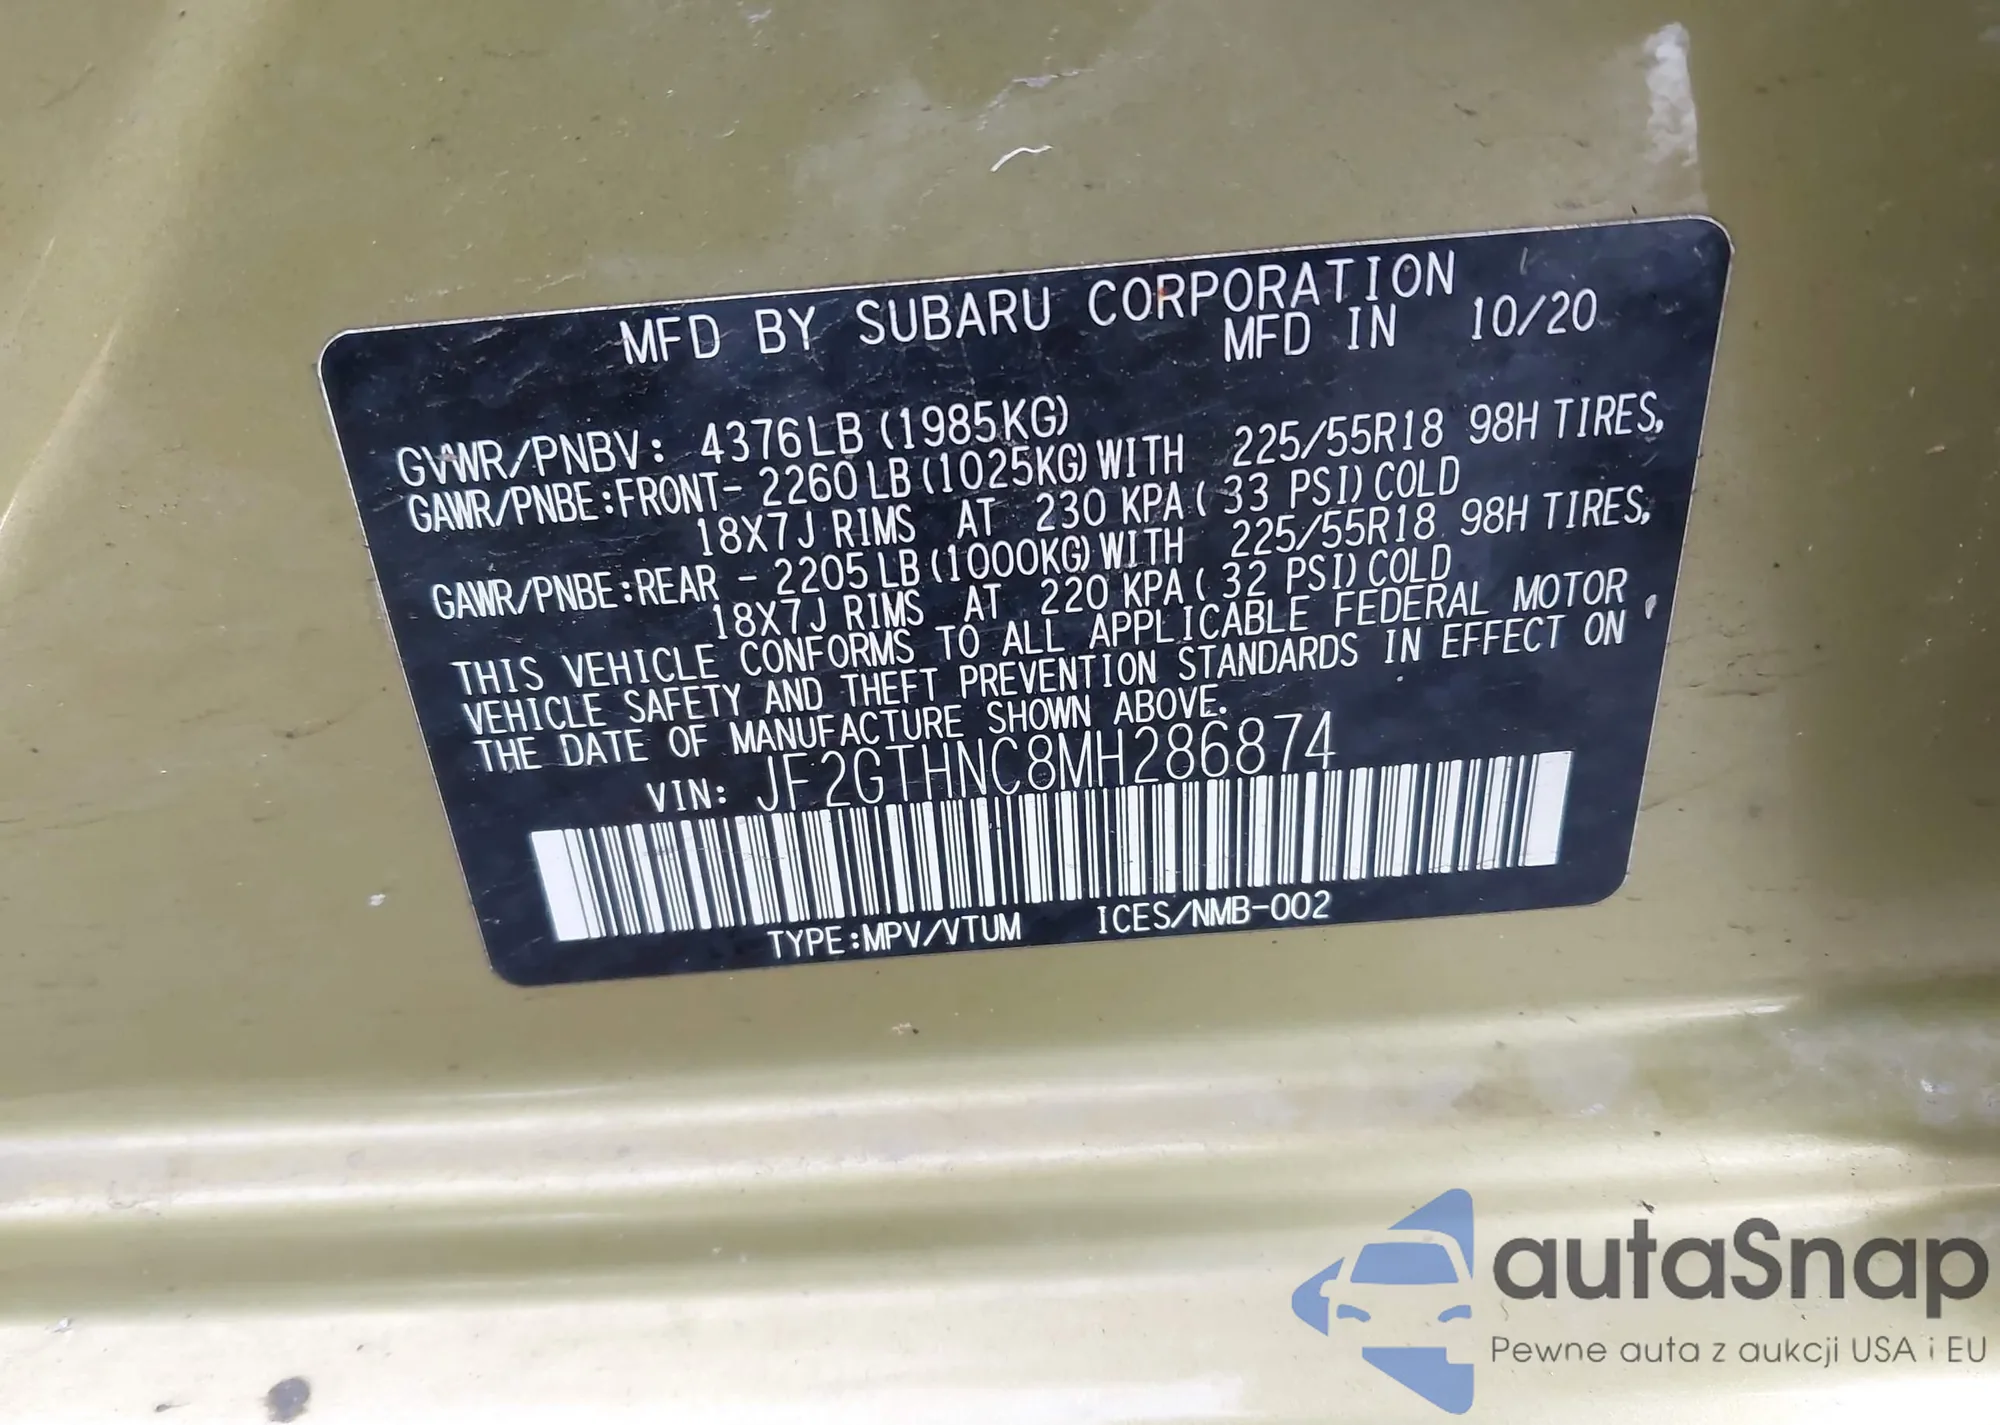 MFD BY SUBARU CORPORATION
MFD IN 10/20
GVWR/PNBV: 4376LB (1985KG)
GAWR/PNBE:FRONT- 2260LB (1025KG) WITH 225/55R18 98H TIRES,
18X7J RIMS AT 230 KPA ( 33 PSI) COLD
GAWR/PNBE:REAR - 2205LB (1000KG) WITH 225/55R18 98H TIRES,
18X7J RIMS AT 220 KPA ( 32 PSI) COLD
THIS VEHICLE CONFORMS TO ALL APPLICABLE FEDERAL MOTOR
VEHICLE SAFETY AND THEFT PREVENTION STANDARDS IN EFFECT ON
THE DATE OF MANUFACTURE SHOWN ABOVE.
VIN: JF2GTHNC8MH286874
TYPE:MPV/VTUM ICES/NMB-002
autaSnap
Pewne auta z aukcji USA i EU